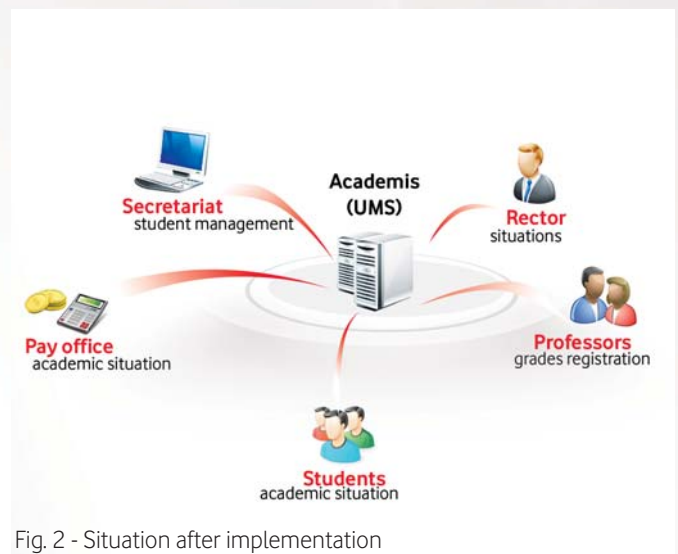 Academis
(UMS)
Secretariat
student management
Rector
situations
Pay office
academic situation
Professors
grades registration
Students
academic situation
Fig. 2 - Situation after implementation